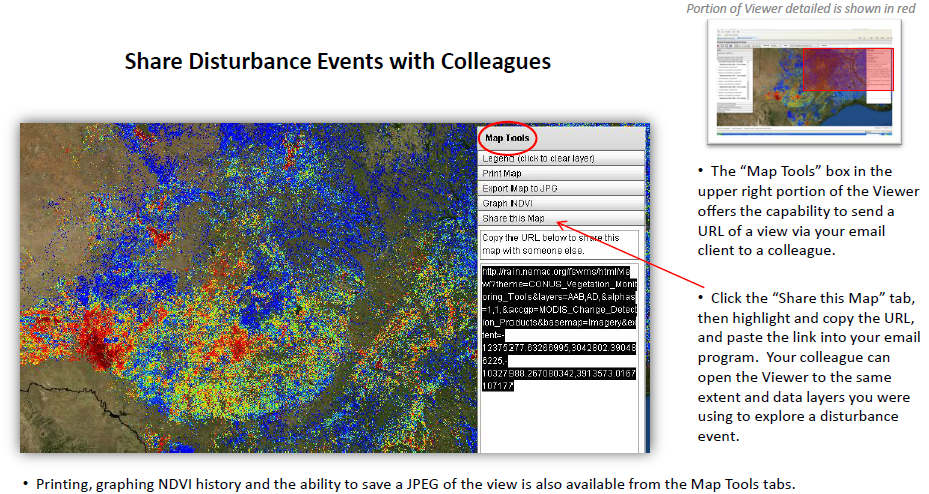 Portion of Viewer detailed is shown in red
Share Disturbance Events with Colleagues
Map Tools
Legend (click to clear layer)
Print Map
Export Map to JPG
Graph NDVI
Share this Map
Copy the URL below to share this
map with someone else.
http://rain.nemac.org/fswms/html/Ma
wf?theme=CONUS_Vegetation_Monit
oring_Tools&layers=AAB,AD,&alphas
=1,1,&accgp=MODIS_Change_Detect
ion_Products&basemap=Imagery&ex
tent=-
12375277.63266995,3042802.39048
6225,-
10327988.267080342,3913573.0167
107177
• The “Map Tools” box in the
upper right portion of the Viewer
offers the capability to send a
URL of a view via your email
client to a colleague.
• Click the “Share this Map” tab,
then highlight and copy the URL,
and paste the link into your email
program. Your colleague can
open the Viewer to the same
extent and data layers you were
using to explore a disturbance
event.
• Printing, graphing NDVI history and the ability to save a JPEG of the view is also available from the Map Tools tabs.